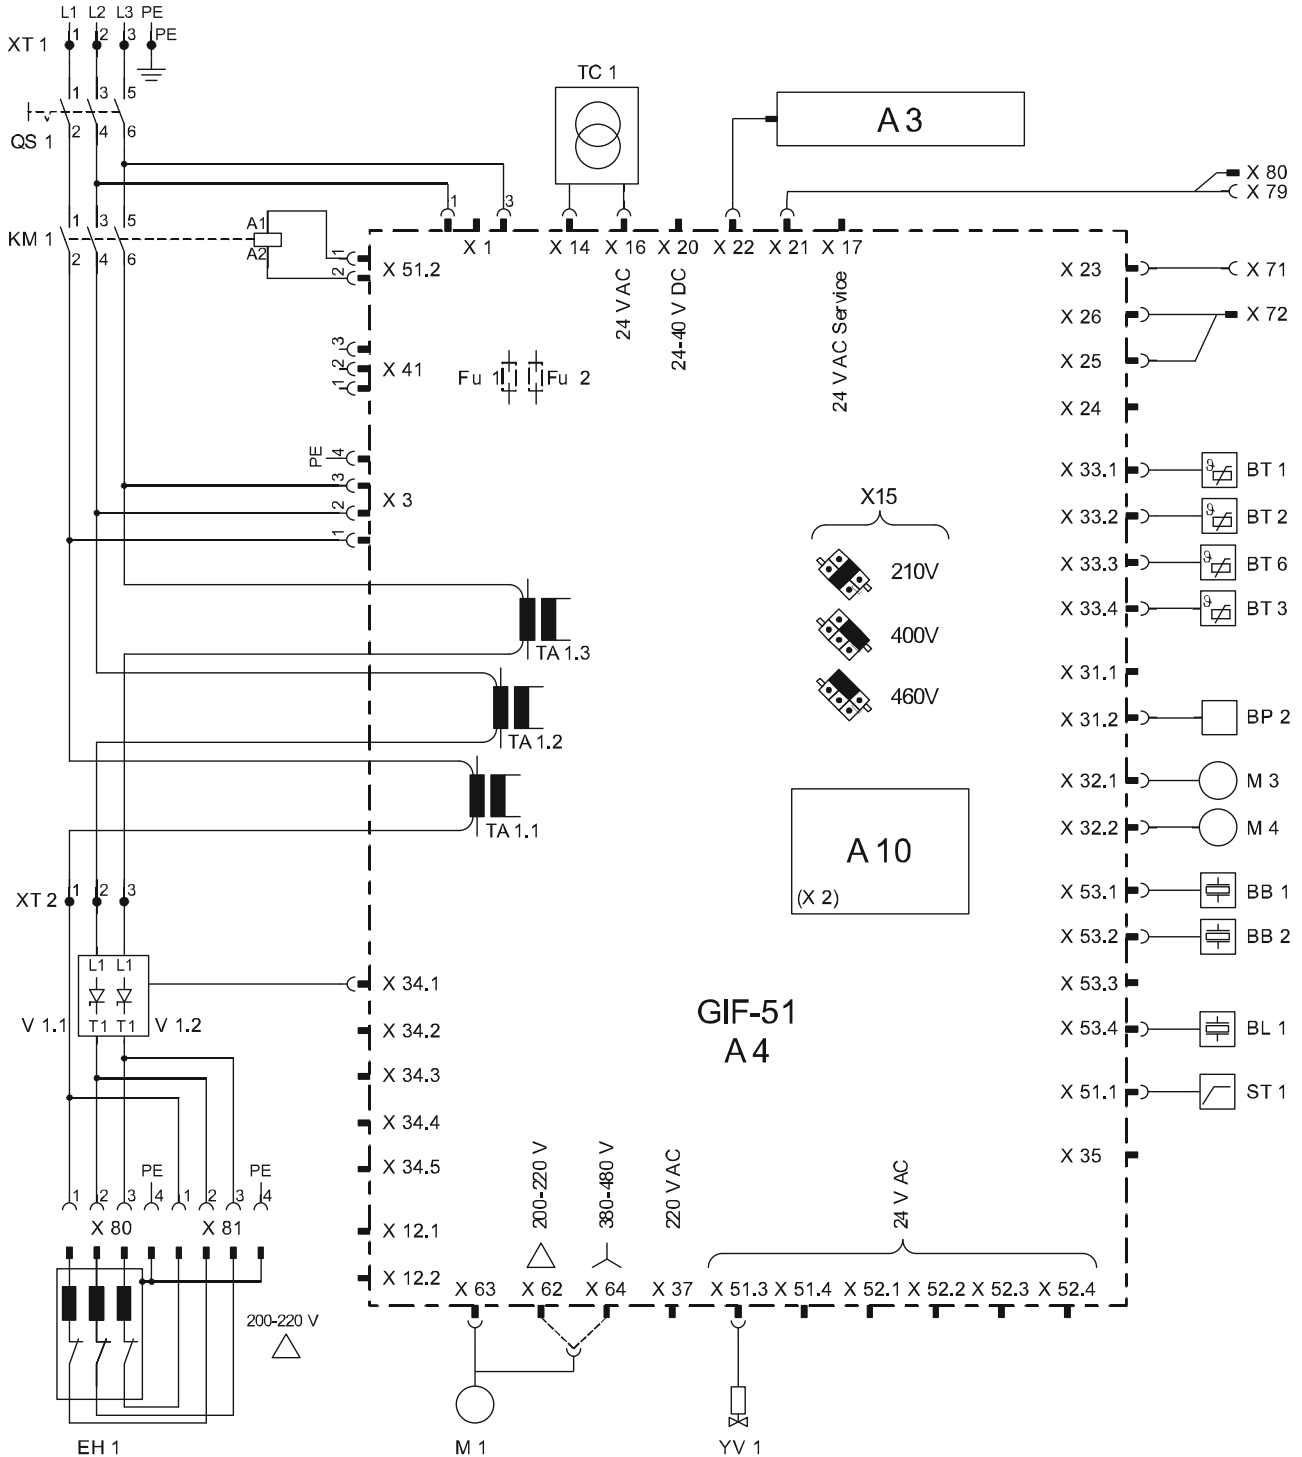 L1 L2 L3 PE
XT 1 1 2 3 PE
TC 1
A 3
1 3 5
QS 1 2 4 6
X 80
X 79
1 3
1 3 5 A1
KM 1 A2
2 4 6
1
2
X 51.2
X 1
X 14
X 16
X 20
X 22
X 21
X 17
24 V AC
24-40 V DC
24 V AC Service
X 23 X 71
X 26 X 72
X 25
X 24
3
2
1
X 41
Fu 1 Fu 2
PE 4
3
2
1
X 3
X15
210V
400V
460V
X 33.1 BT 1
X 33.2 BT 2
X 33.3 BT 6
X 33.4 BT 3
X 31.1
X 31.2 BP 2
X 32.1 M 3
X 32.2 M 4
X 53.1 BB 1
X 53.2 BB 2
X 53.3
X 53.4 BL 1
X 51.1 ST 1
X 35
TA 1.3
TA 1.2
TA 1.1
A 10
(X 2)
XT 2 1 2 3
L1 L1
V 1.1 T1 T1 V 1.2
X 34.1
X 34.2
X 34.3
X 34.4
X 34.5
X 12.1
X 12.2
GIF-51
A 4
PE PE
1 2 3 4 1 2 3 4
X 80 X 81
200-220 V
EH 1
200-220 V
380-480 V
220 V AC
24 V AC
X 63 X 62 X 64 X 37 X 51.3 X 51.4 X 52.1 X 52.2 X 52.3 X 52.4
M 1
YV 1